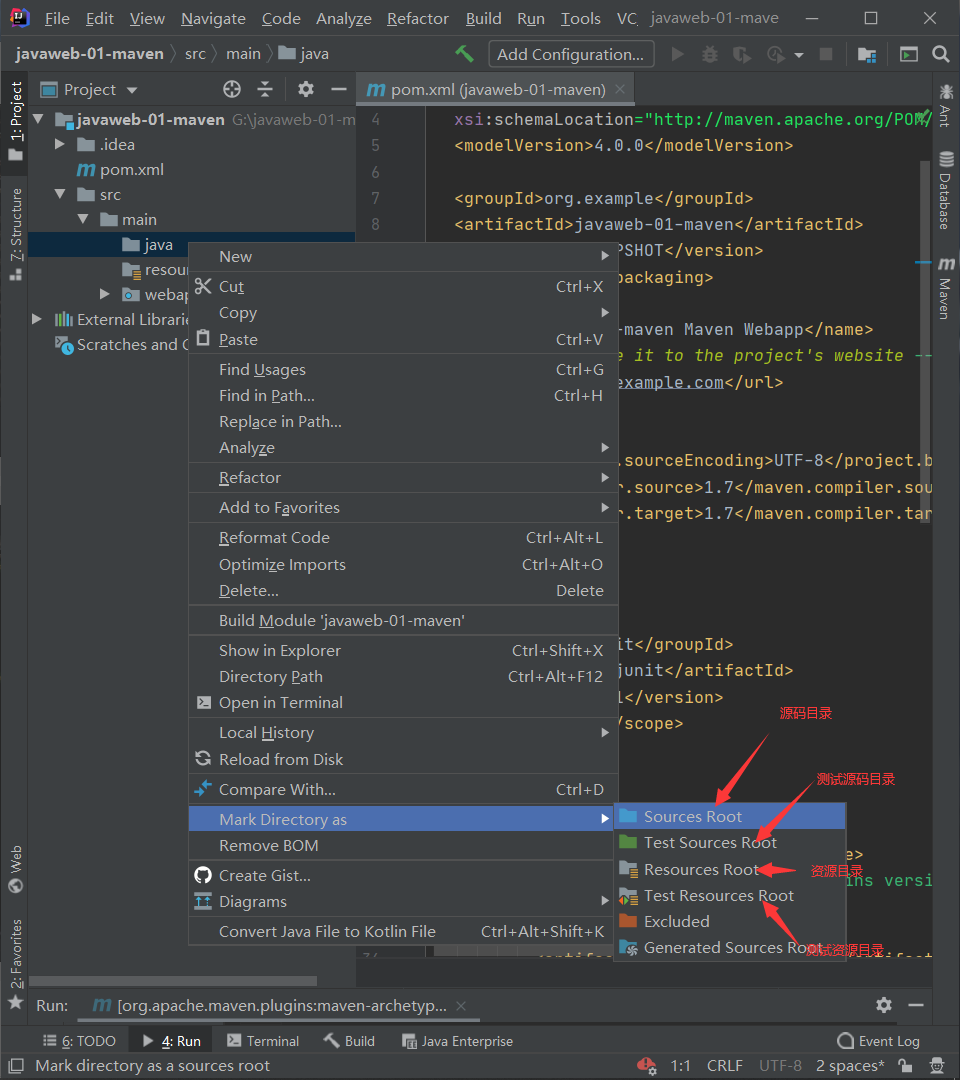 File Edit View Navigate Code Analyze Refactor Build Run Tools VC javaweb-01-mave
javaweb-01-maven src main java Add Configuration...
1: Project
7: Structure
Web
2: Favorites
Project
javaweb-01-maven G:\javaweb-01-m
.idea
pom.xml
src
main
java
resou
webap
External Librarie
Scratches and C
pom.xml (javaweb-01-maven)
4 xsi:schemaLocation="http://maven.apache.org/POM/
5 <modelVersion>4.0.0</modelVersion>
6
7 <groupId>org.example</groupId>
8 <artifactId>javaweb-01-maven</artifactId>
PSHOT</version>
packaging>
-maven Maven Webapp</name>
e it to the project's website --
example.com</url>
.sourceEncoding>UTF-8</project.b
r.source>1.7</maven.compiler.sou
r.target>1.7</maven.compiler.tar
it</groupId>
junit</artifactId>
</version>
/scope>
e>
ins versi
Ant
Database
Maven
New
Cut Ctrl+X
Copy
Paste Ctrl+V
Find Usages Ctrl+G
Find in Path... Ctrl+H
Replace in Path...
Analyze
Refactor
Add to Favorites
Reformat Code Ctrl+Alt+L
Optimize Imports Ctrl+Alt+O
Delete... Delete
Build Module 'javaweb-01-maven'
Show in Explorer Ctrl+Shift+X
Directory Path Ctrl+Alt+F12
Open in Terminal
Local History
Reload from Disk
Compare With... Ctrl+D
Mark Directory as
Remove BOM
Create Gist...
Diagrams
Convert Java File to Kotlin File Ctrl+Alt+Shift+K
源码目录
测试源码目录
资源目录
测试资源目录
Sources Root
Test Sources Root
Resources Root
Test Resources Root
Excluded
Generated Sources Root
Run: [org.apache.maven.plugins:maven-archetyp...
6: TODO 4: Run Terminal Build Java Enterprise Event Log
Mark directory as a sources root 1:1 CRLF UTF-8 2 spaces*